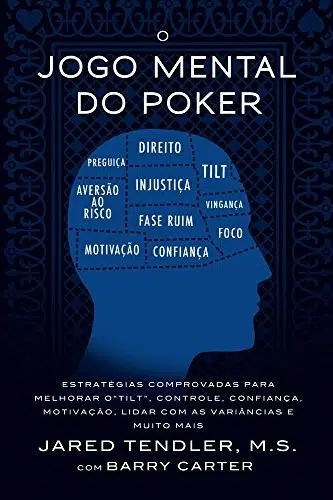 O
JOGO MENTAL
DO POKER
DIREITO
PREGUIÇA
TILT
AVERSÃO
AO
RISCO
INJUSTIÇA
VINGANÇA
FASE RUIM
FOCO
MOTIVAÇÃO
CONFIANÇA
ESTRATÉGIAS COMPROVADAS PARA
MELHORAR O"TILT", CONTROLE, CONFIANÇA,
MOTIVAÇÃO, LIDAR COM AS VARIÂNCIAS E
MUITO MAIS
JARED TENDLER, M.S.
COM BARRY CARTER